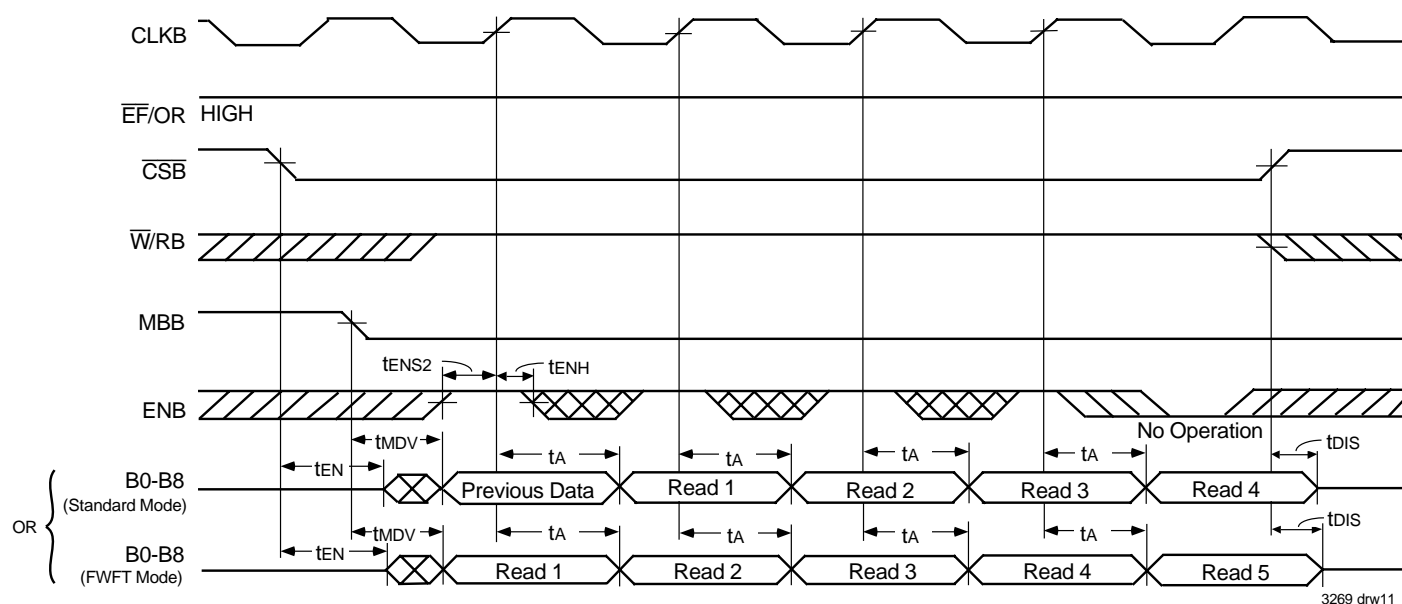 CLKB
EF/OR HIGH
CSB
W/RB
MBB
tENS2 tENH
ENB
No Operation
tMDV tA tA tA tA tDIS
tEN
B0-B8 Previous Data Read 1 Read 2 Read 3 Read 4
(Standard Mode)
OR
tMDV tA tA tA tA tDIS
tEN
B0-B8 Read 1 Read 2 Read 3 Read 4 Read 5
(FWFT Mode)
3269 drw11